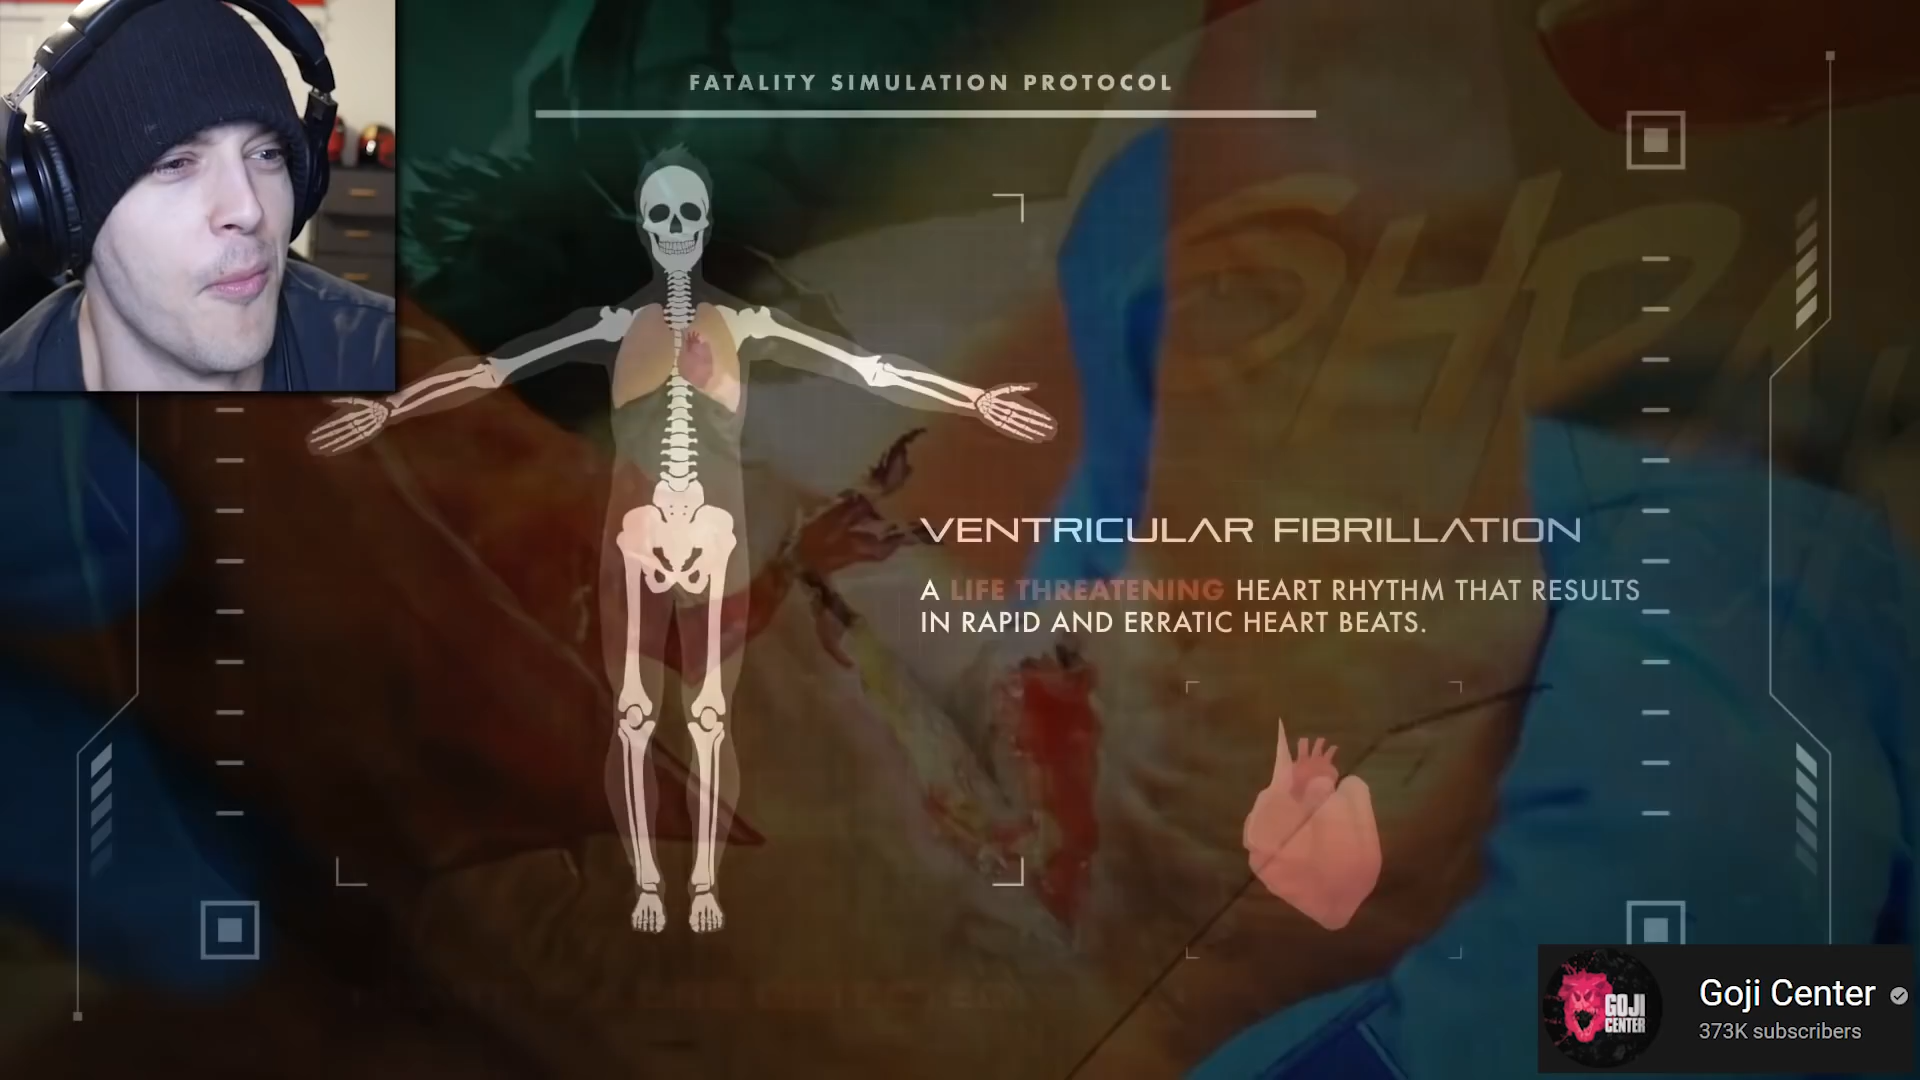 FATALITY SIMULATION PROTOCOL
VENTRICULAR FIBRILLATION
A LIFE THREATENING HEART RHYTHM THAT RESULTS
IN RAPID AND ERRATIC HEART BEATS.
GOJI
CENTER
Goji Center
373K subscribers